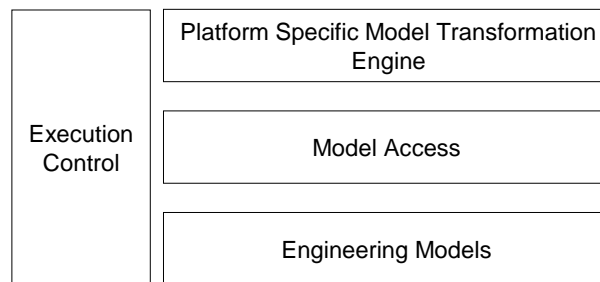 Platform Specific Model Transformation
Engine
Execution
Control
Model Access
Engineering Models